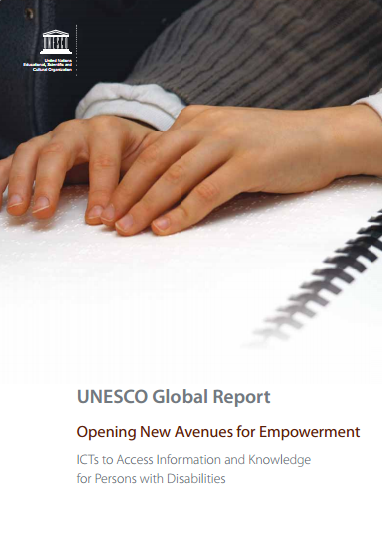 UNESCO
United Nations
Educational, Scientific and
Cultural Organization
UNESCO Global Report
Opening New Avenues for Empowerment
ICTs to Access Information and Knowledge
for Persons with Disabilities